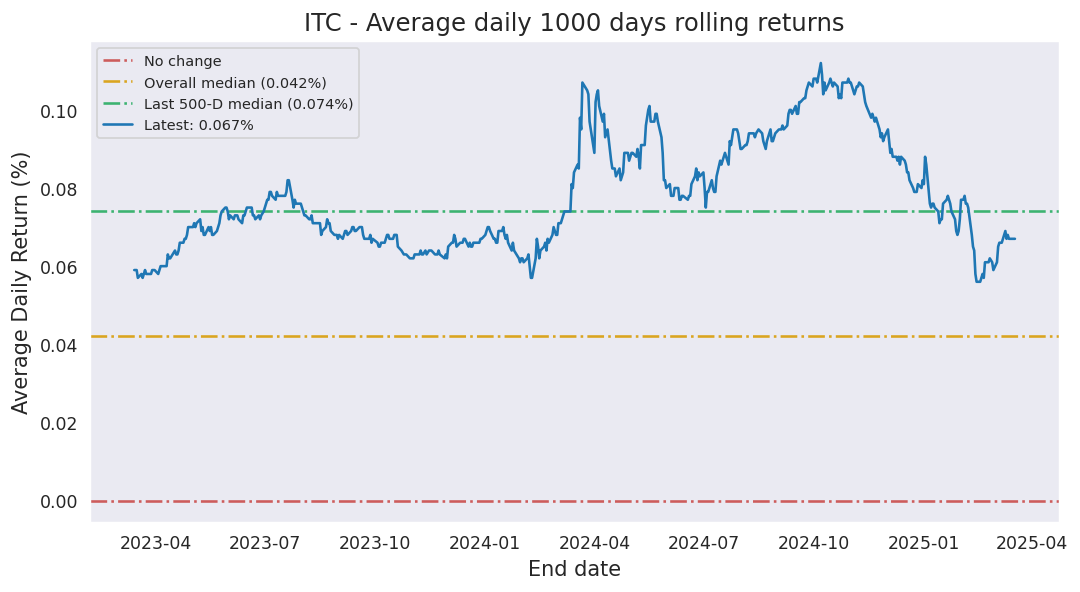 ITC - Average daily 1000 days rolling returns
No change
Overall median (0.042%)
Last 500-D median (0.074%)
Latest: 0.067%
Average Daily Return (%)
0.10
0.08
0.06
0.04
0.02
0.00
2023-04 2023-07 2023-10 2024-01 2024-04 2024-07 2024-10 2025-01 2025-04
End date